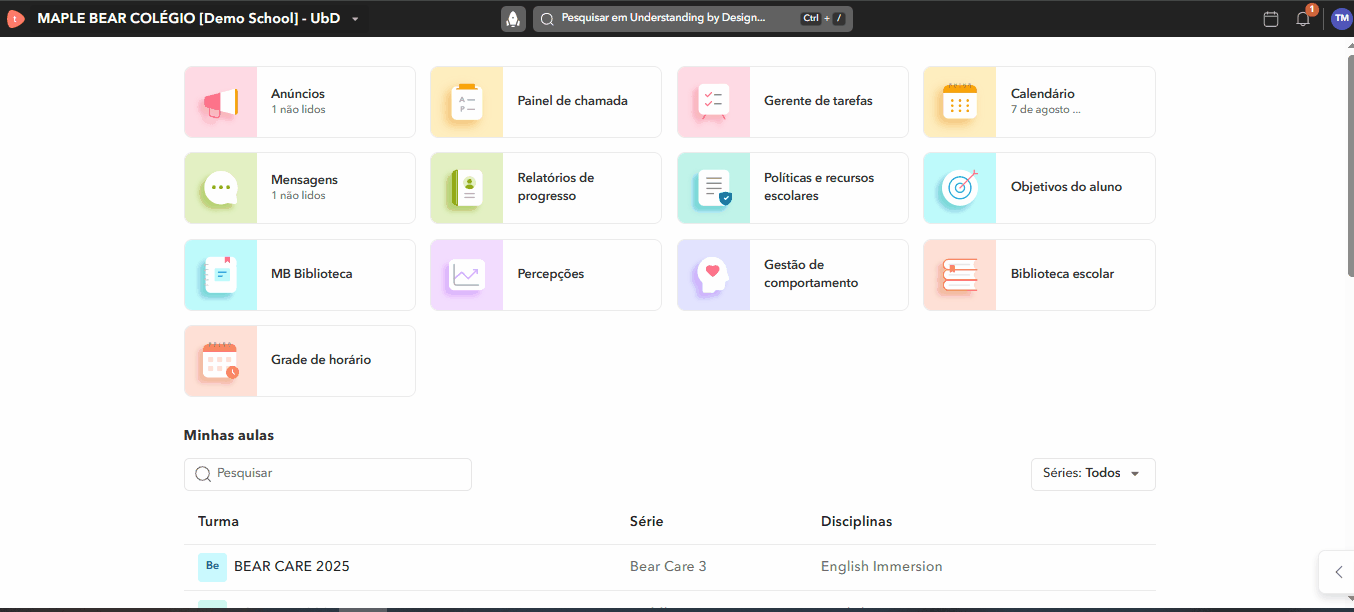 MAPLE BEAR COLÉGIO [Demo School] - UbD
Pesquisar em Understanding by Design...
Ctrl + /
1
TM
Anúncios
1 não lidos
Painel de chamada
Gerente de tarefas
Calendário
7 de agosto ...
Mensagens
1 não lidos
Relatórios de
progresso
Políticas e recursos
escolares
Objetivos do aluno
MB Biblioteca
Percepções
Gestão de
comportamento
Biblioteca escolar
Grade de horário
Minhas aulas
Pesquisar
Séries: Todos
Turma
Série
Disciplinas
Be
BEAR CARE 2025
Bear Care 3
English Immersion